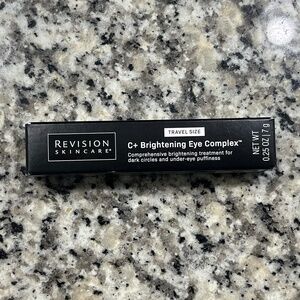 REVISION
SKINCARE®
TRAVEL SIZE
C+ Brightening Eye Complex™
Comprehensive brightening treatment for
dark circles and under-eye puffiness
NET WT
0.25 OZ | 7 g